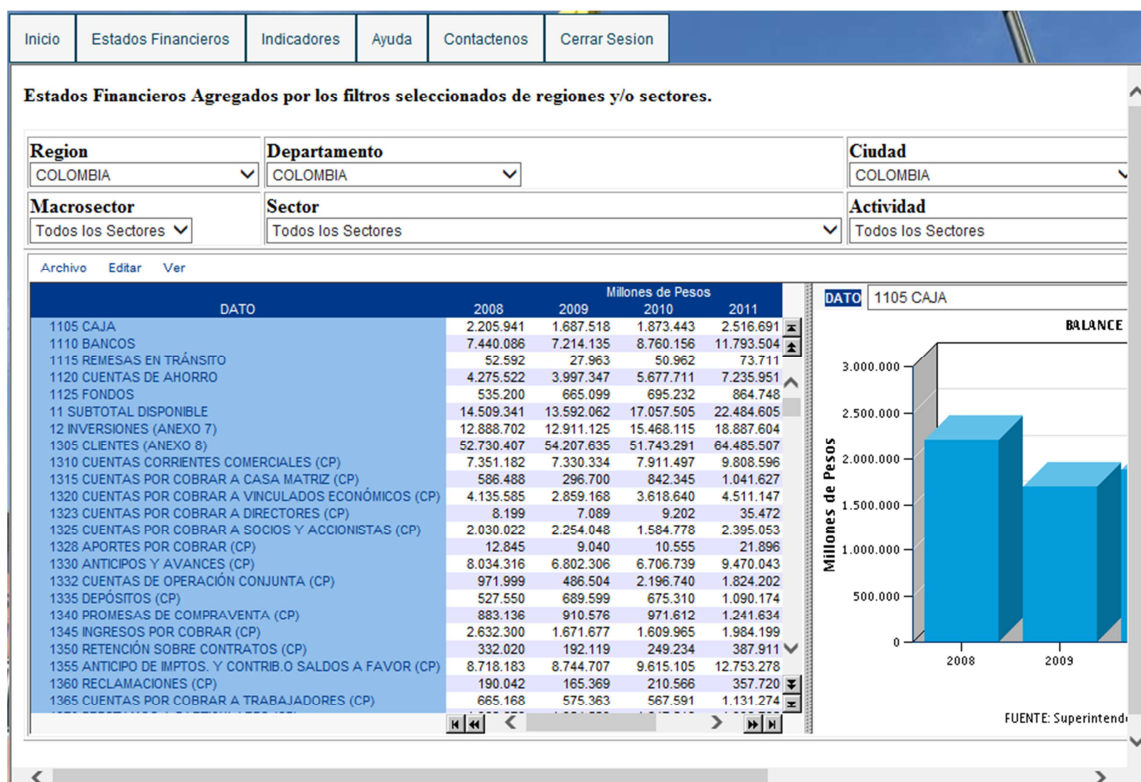 Inicio Estados Financieros Indicadores Ayuda Contactenos Cerrar Sesion
Estados Financieros Agregados por los filtros seleccionados de regiones y/o sectores.
Region Departamento Ciudad
COLOMBIA COLOMBIA COLOMBIA
Macrosector Sector Actividad
Todos los Sectores Todos los Sectores Todos los Sectores
Archivo Editar Ver
Millones de Pesos
DATO 2008 2009 2010 2011
1105 CAJA 2.205.941 1.687.518 1.873.443 2.516.691
1110 BANCOS 7.440.086 7.214.135 8.760.156 11.793.504
1115 REMESAS EN TRÁNSITO 52.592 27.963 50.962 73.711
1120 CUENTAS DE AHORRO 4.275.522 3.997.347 5.677.711 7.235.951
1125 FONDOS 535.200 665.099 695.232 864.748
11 SUBTOTAL DISPONIBLE 14.509.341 13.592.062 17.057.505 22.484.605
12 INVERSIONES (ANEXO 7) 12.888.702 12.911.125 15.468.115 18.887.604
1305 CLIENTES (ANEXO 8) 52.730.407 54.207.635 51.743.291 64.485.507
1310 CUENTAS CORRIENTES COMERCIALES (CP) 7.351.182 7.330.334 7.911.497 9.808.596
1315 CUENTAS POR COBRAR A CASA MATRIZ (CP) 586.488 296.700 842.345 1.041.627
1320 CUENTAS POR COBRAR A VINCULADOS ECONÓMICOS (CP) 4.135.585 2.859.168 3.618.640 4.511.147
1323 CUENTAS POR COBRAR A DIRECTORES (CP) 8.199 7.089 9.202 35.472
1325 CUENTAS POR COBRAR A SOCIOS Y ACCIONISTAS (CP) 2.030.022 2.254.048 1.584.778 2.395.053
1328 APORTES POR COBRAR (CP) 12.845 9.040 10.555 21.896
1330 ANTICIPOS Y AVANCES (CP) 8.034.316 6.802.306 6.706.739 9.470.043
1332 CUENTAS DE OPERACIÓN CONJUNTA (CP) 971.999 486.504 2.196.740 1.824.202
1335 DEPÓSITOS (CP) 527.550 689.599 675.310 1.090.174
1340 PROMESAS DE COMPRAVENTA (CP) 883.136 910.576 971.612 1.241.634
1345 INGRESOS POR COBRAR (CP) 2.632.300 1.671.677 1.609.965 1.984.199
1350 RETENCIÓN SOBRE CONTRATOS (CP) 332.020 192.119 249.234 387.911
1355 ANTICIPO DE IMPTOS. Y CONTRIB.O SALDOS A FAVOR (CP) 8.718.183 8.744.707 9.615.105 12.753.278
1360 RECLAMACIONES (CP) 190.042 165.369 210.566 357.720
1365 CUENTAS POR COBRAR A TRABAJADORES (CP) 665.168 575.363 567.591 1.131.274
DATO 1105 CAJA
BALANCE
Millones de Pesos
3.000.000
2.500.000
2.000.000
1.500.000
1.000.000
500.000
0
2008 2009
FUENTE: Superintend